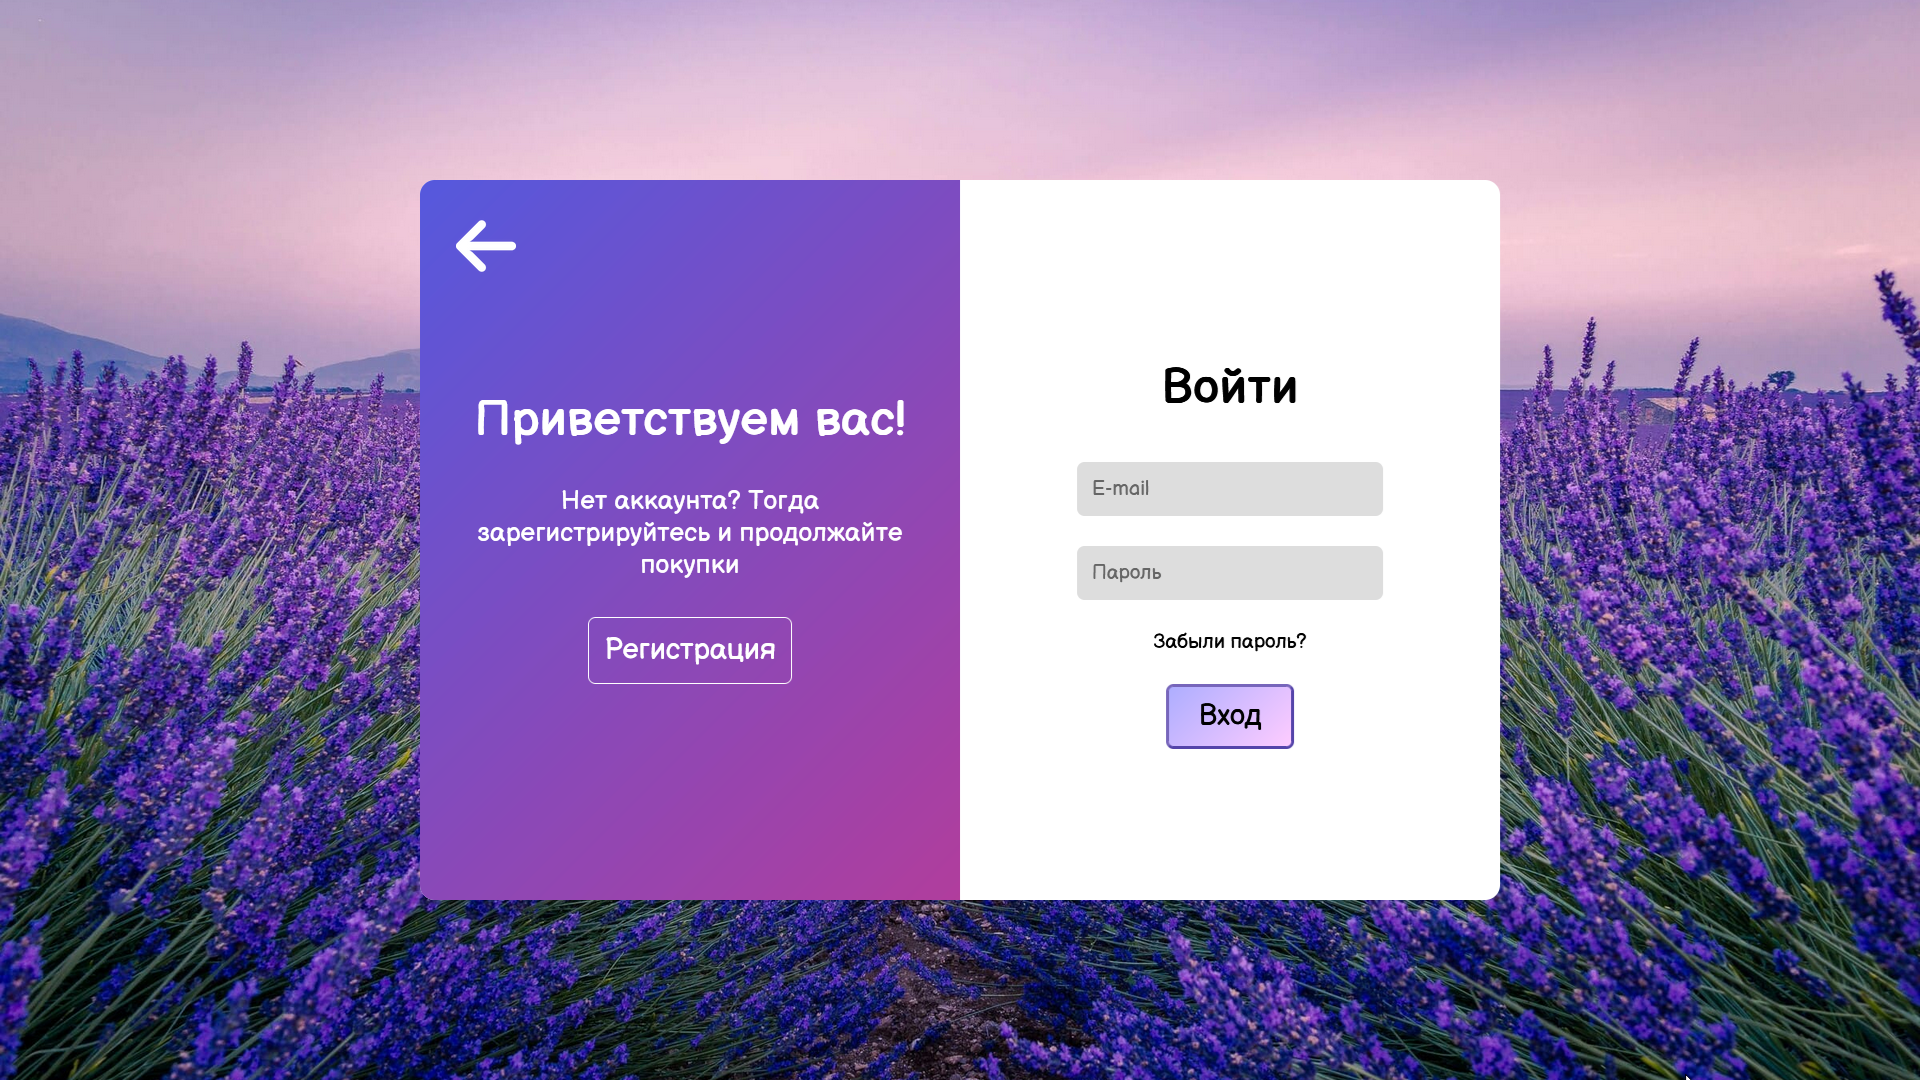 Приветствуем вас!
Нет аккаунта? Тогда
зарегистрируйтесь и продолжайте
покупки
Регистрация
Войти
E-mail
Пароль
Забыли пароль?
Вход